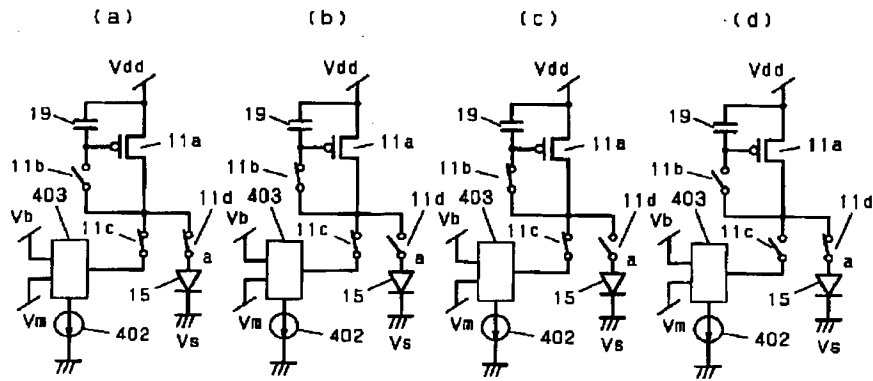 (a) (b) (c) (d)
Vdd Vdd Vdd Vdd
19 19 19 19
11a 11a 11a 11a
11b 11b 11b 11b
403 403 403 403
11d 11d 11d 11d
Vb Vb Vb Vb
11c 11c 11c 11c
a a a a
15 15 15 15
Vm Vm Vm Vm
402 402 402 402
Vs Vs Vs Vs